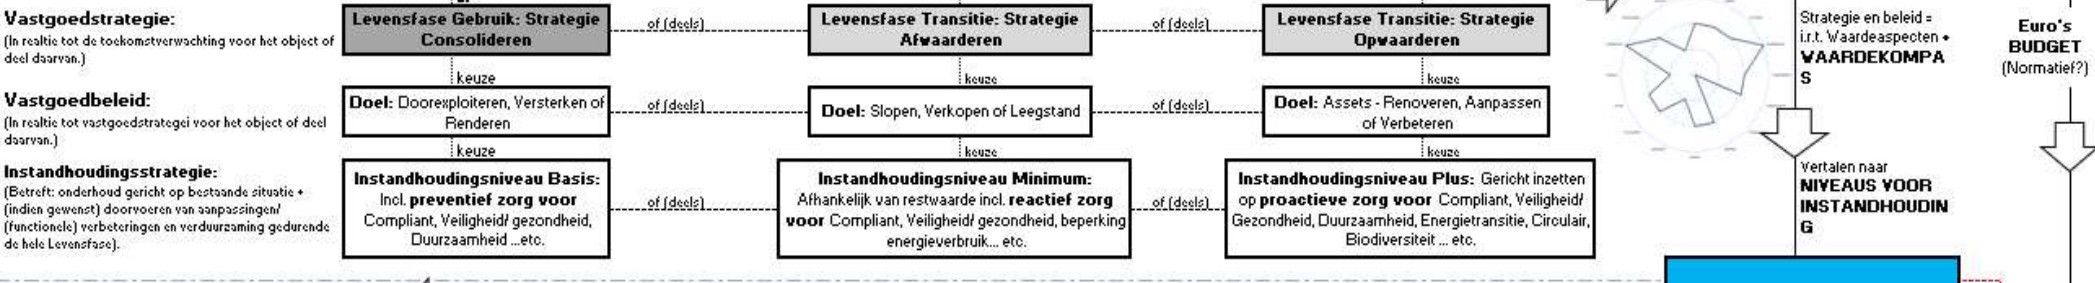 Vastgoedstrategie:
(In realtie tot de toekomstverwachting voor het object of
deel daarvan.)
Levensfase Gebruik: Strategie
Consolideren
of (deels)
Levensfase Transitie: Strategie
Afwaarderen
of (deels)
Levensfase Transitie: Strategie
Opwaarderen
keuze
keuze
keuze
Vastgoedbeleid:
(In realtie tot vastgoedstrategei voor het object of deel
daarvan.)
Doel: Doorexploiteren, Versterken of
Renderen
of (deels)
Doel: Slopen, Verkopen of Leegstand
of (deels)
Doel: Assets - Renoveren, Aanpassen
of Verbeteren
keuze
keuze
keuze
Instandhoudingsstrategie:
(Betreft: onderhoud gericht op bestaande situatie +
(indien gewenst) doorvoeren van aanpassingen/
(functionele) verbeteringen en verduurzaming gedurende
de hele Levensfase).
Instandhoudingsniveau Basis:
Incl. preventief zorg voor
Compliant, Veiligheid/ gezondheid,
Duurzaamheid ...etc.
of (deels)
Instandhoudingsniveau Minimum:
Afhankelijk van restwaarde incl. reactief zorg
voor Compliant, Veiligheid/ gezondheid, beperking
energieverbruik... etc.
of (deels)
Instandhoudingsniveau Plus: Gericht inzetten
op proactieve zorg voor Compliant, Veiligheid/
Gezondheid, Duurzaamheid, Energietransitie, Circulair,
Biodiversiteit ... etc.
Strategie en beleid =
i.r.t. Waardeaspecten +
WAARDEKOMPA
S
Vertalen naar
NIVEAUS VOOR
INSTANDHOUDIN
G
Euro's
BUDGET
(Normatief?)